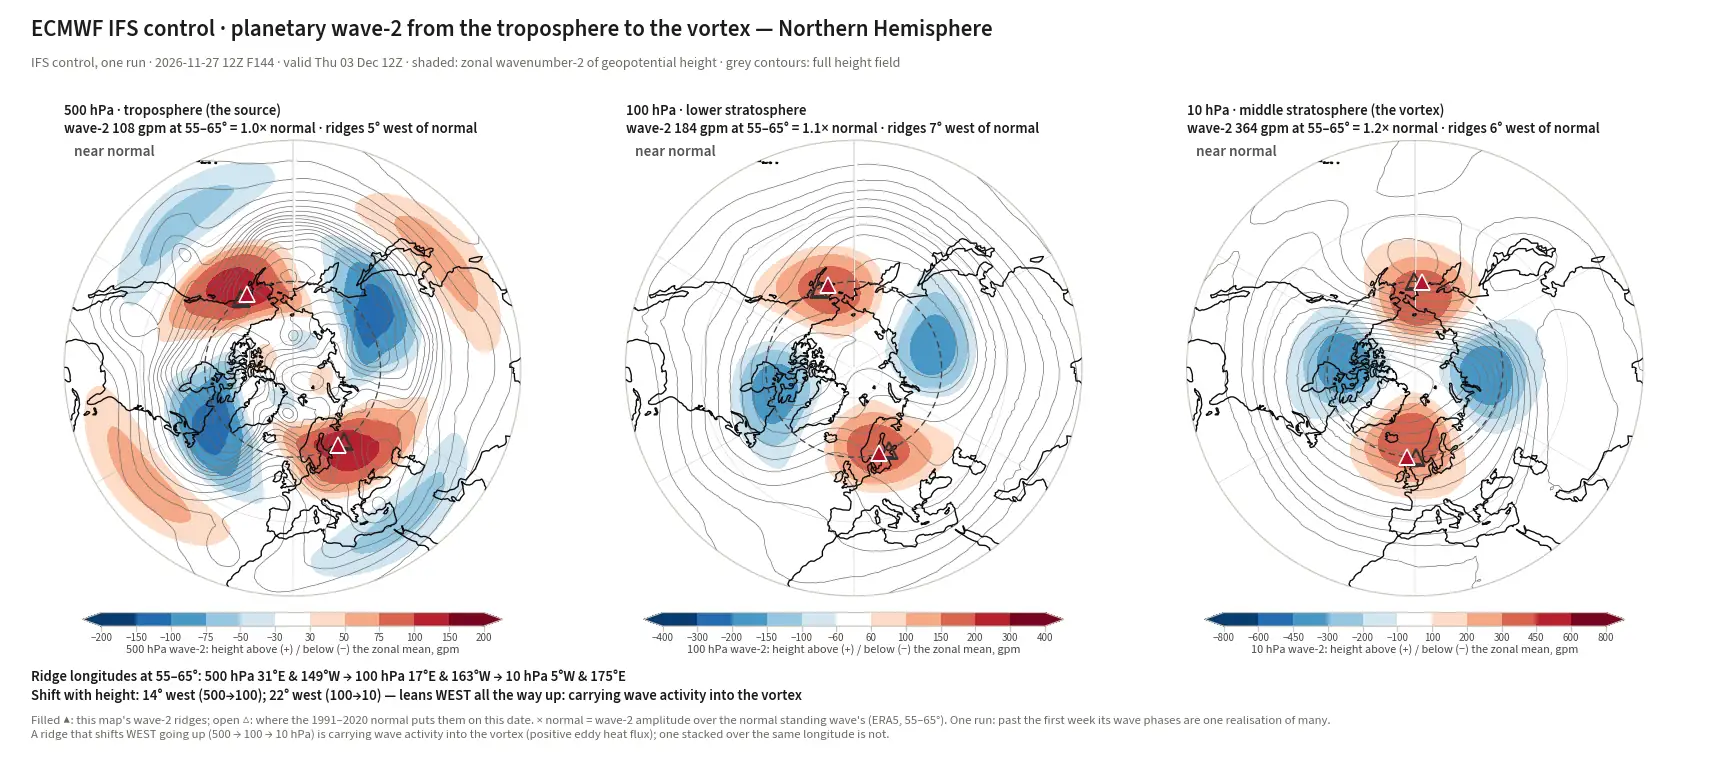 ECMWF IFS control · planetary wave-2 from the troposphere to the vortex — Northern Hemisphere
IFS control, one run · 2026-11-27 12Z F144 · valid Thu 03 Dec 12Z · shaded: zonal wavenumber-2 of geopotential height · grey contours: full height field
500 hPa · troposphere (the source)
wave-2 108 gpm at 55–65° = 1.0× normal · ridges 5° west of normal
near normal
100 hPa · lower stratosphere
wave-2 184 gpm at 55–65° = 1.1× normal · ridges 7° west of normal
near normal
10 hPa · middle stratosphere (the vortex)
wave-2 364 gpm at 55–65° = 1.2× normal · ridges 6° west of normal
near normal
−200 −150 −100 −75 −50 −30 30 50 75 100 150 200
500 hPa wave-2: height above (+) / below (−) the zonal mean, gpm
−400 −300 −200 −150 −100 −60 60 100 150 200 300 400
100 hPa wave-2: height above (+) / below (−) the zonal mean, gpm
−800 −600 −450 −300 −200 −100 100 200 300 450 600 800
10 hPa wave-2: height above (+) / below (−) the zonal mean, gpm
Ridge longitudes at 55–65°: 500 hPa 31°E & 149°W → 100 hPa 17°E & 163°W → 10 hPa 5°W & 175°E
Shift with height: 14° west (500→100); 22° west (100→10) — leans WEST all the way up: carrying wave activity into the vortex
Filled ▲: this map's wave-2 ridges; open △: where the 1991–2020 normal puts them on this date. × normal = wave-2 amplitude over the normal standing wave's (ERA5, 55–65°). One run: past the first week its wave phases are one realisation of many.
A ridge that shifts WEST going up (500 → 100 → 10 hPa) is carrying wave activity into the vortex (positive eddy heat flux); one stacked over the same longitude is not.